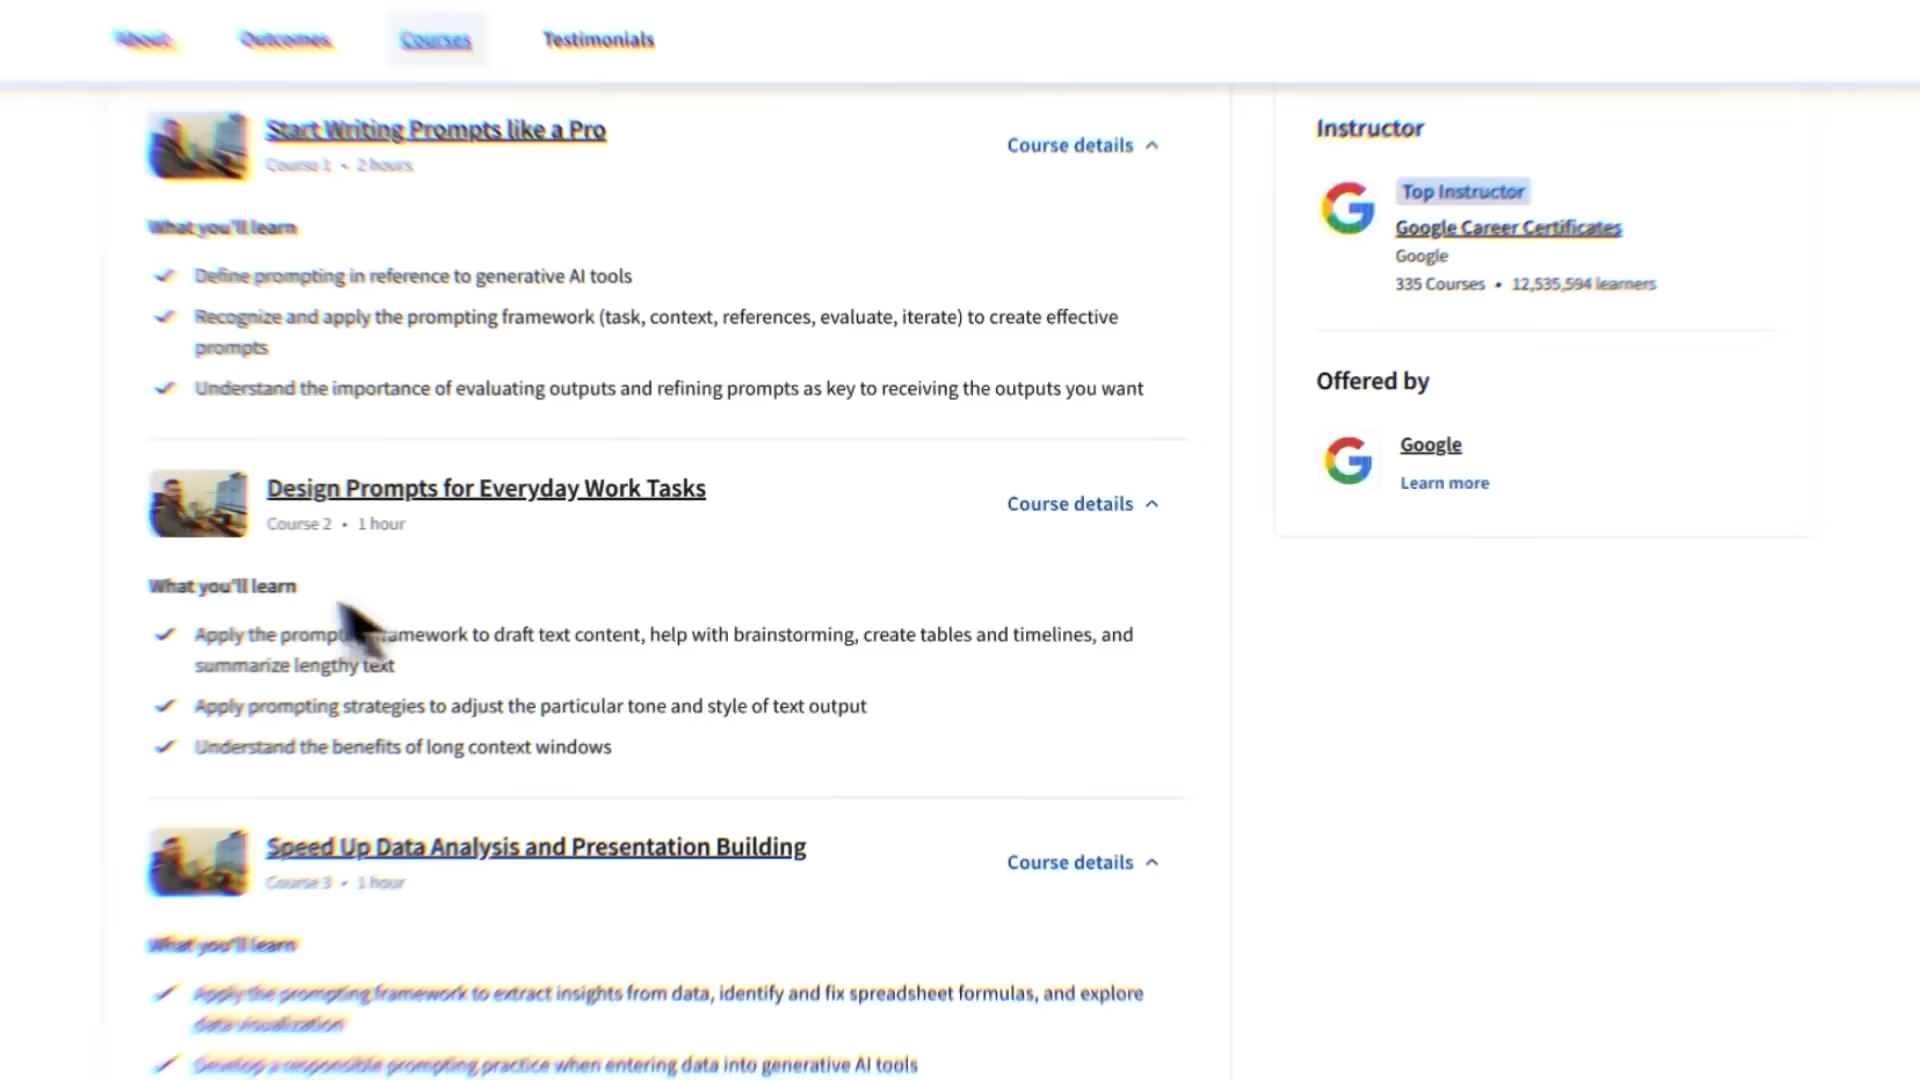 About
Outcomes
Courses
Testimonials
Start Writing Prompts like a Pro
Course 1 • 2 hours
Course details
What you'll learn
Define prompting in reference to generative AI tools
Recognize and apply the prompting framework (task, context, references, evaluate, iterate) to create effective
prompts
Understand the importance of evaluating outputs and refining prompts as key to receiving the outputs you want
Design Prompts for Everyday Work Tasks
Course 2 • 1 hour
Course details
What you'll learn
Apply the framework to draft text content, help with brainstorming, create tables and timelines, and
summarize lengthy text
Apply prompting strategies to adjust the particular tone and style of text output
Understand the benefits of long context windows
Speed Up Data Analysis and Presentation Building
Course 3 • 1 hour
Course details
What you'll learn
Apply the prompting framework to extract insights from data, identify and fix spreadsheet formulas, and explore
data visualization
Develop a responsible prompting practice when entering data into generative AI tools
Instructor
Top Instructor
Google Career Certificates
Google
335 Courses • 12,535,594 learners
Offered by
Google
Learn more